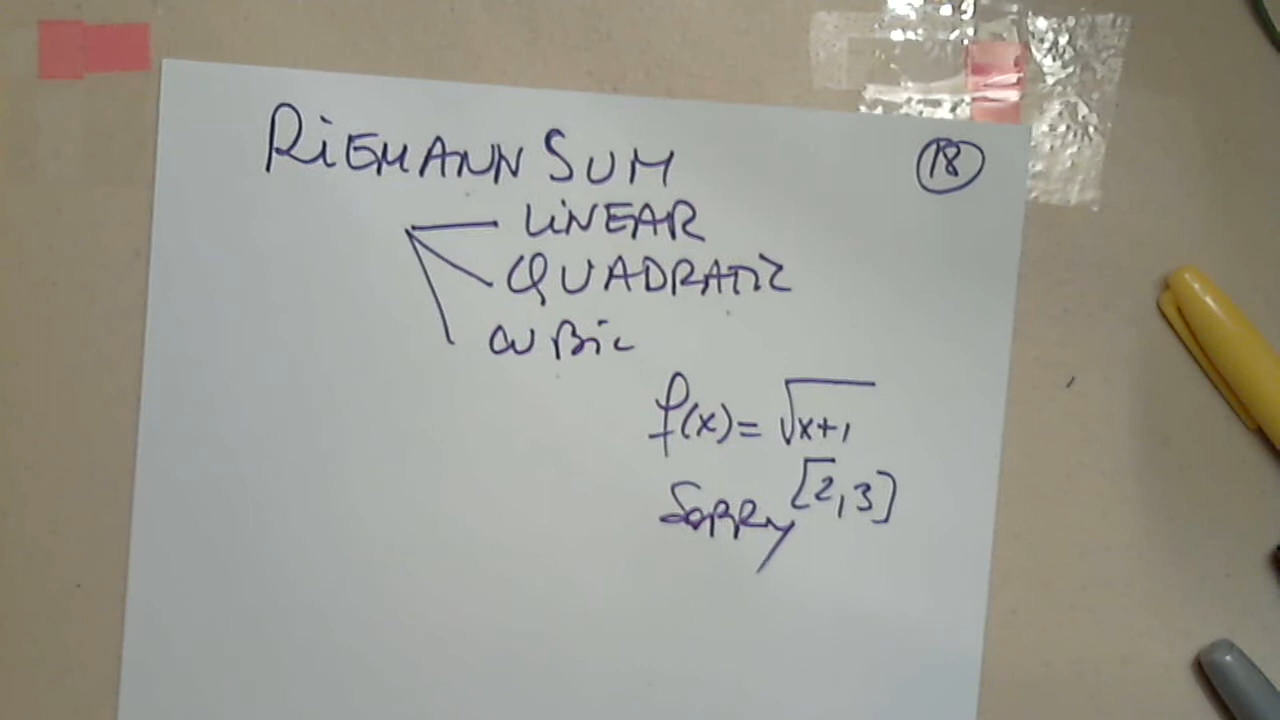 RiEMANN SUM
18
LiNEAR
QUADRATiC
CUBiC
f(x) = √x+1
Sorry [2,3]